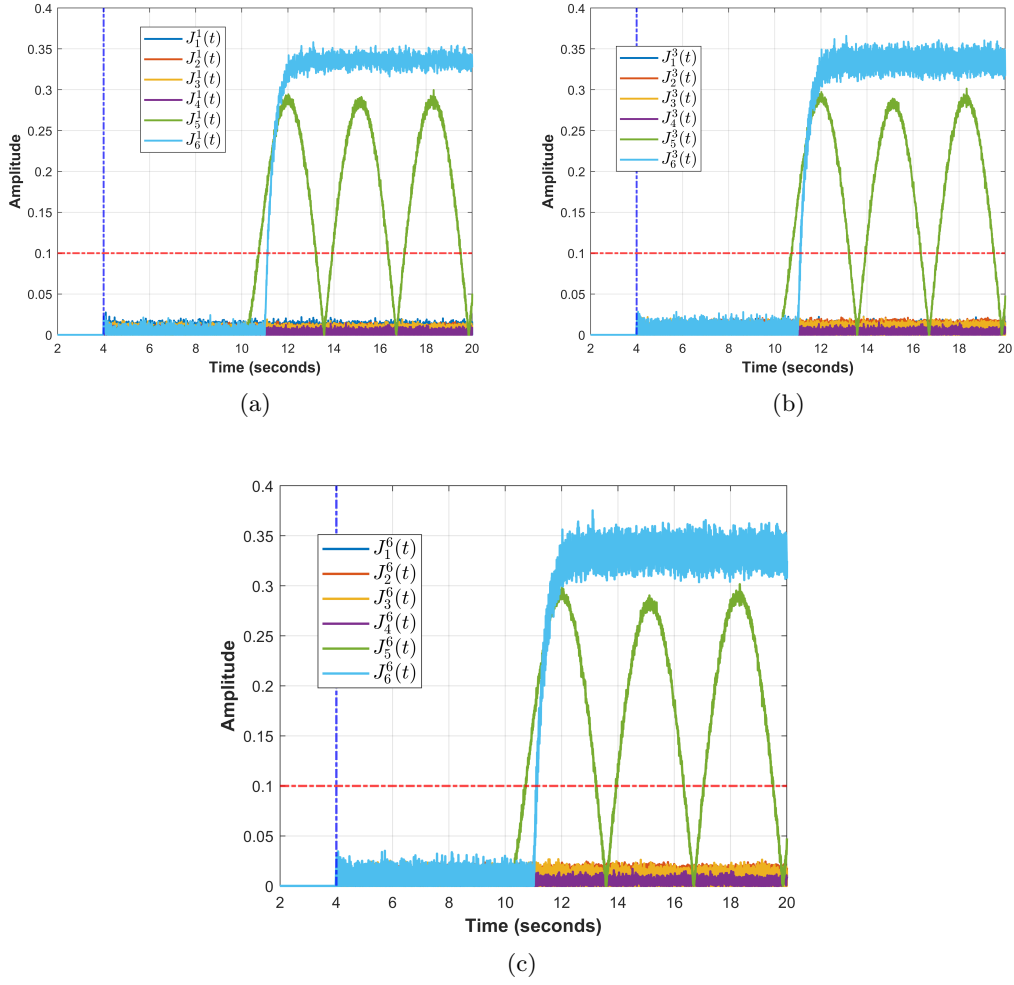 0.4
0.35
0.3
0.25
0.2
0.15
0.1
0.05
0
Amplitude
J_1^1(t)
J_2^1(t)
J_3^1(t)
J_4^1(t)
J_5^1(t)
J_6^1(t)
2 4 6 8 10 12 14 16 18 20
Time (seconds)
(a)
0.4
0.35
0.3
0.25
0.2
0.15
0.1
0.05
0
Amplitude
J_1^3(t)
J_2^3(t)
J_3^3(t)
J_4^3(t)
J_5^3(t)
J_6^3(t)
2 4 6 8 10 12 14 16 18 20
Time (seconds)
(b)
0.4
0.35
0.3
0.25
0.2
0.15
0.1
0.05
0
Amplitude
J_1^6(t)
J_2^6(t)
J_3^6(t)
J_4^6(t)
J_5^6(t)
J_6^6(t)
2 4 6 8 10 12 14 16 18 20
Time (seconds)
(c)